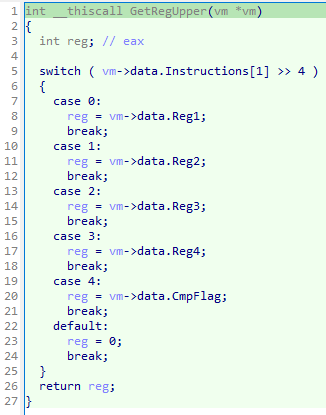 1 int __thiscall GetRegUpper(vm *vm)
2 {
3   int reg; // eax
4
5   switch ( vm->data.Instructions[1] >> 4 )
6   {
7     case 0:
8       reg = vm->data.Reg1;
9       break;
10     case 1:
11       reg = vm->data.Reg2;
12       break;
13     case 2:
14       reg = vm->data.Reg3;
15       break;
16     case 3:
17       reg = vm->data.Reg4;
18       break;
19     case 4:
20       reg = vm->data.CmpFlag;
21       break;
22     default:
23       reg = 0;
24       break;
25   }
26   return reg;
27 }